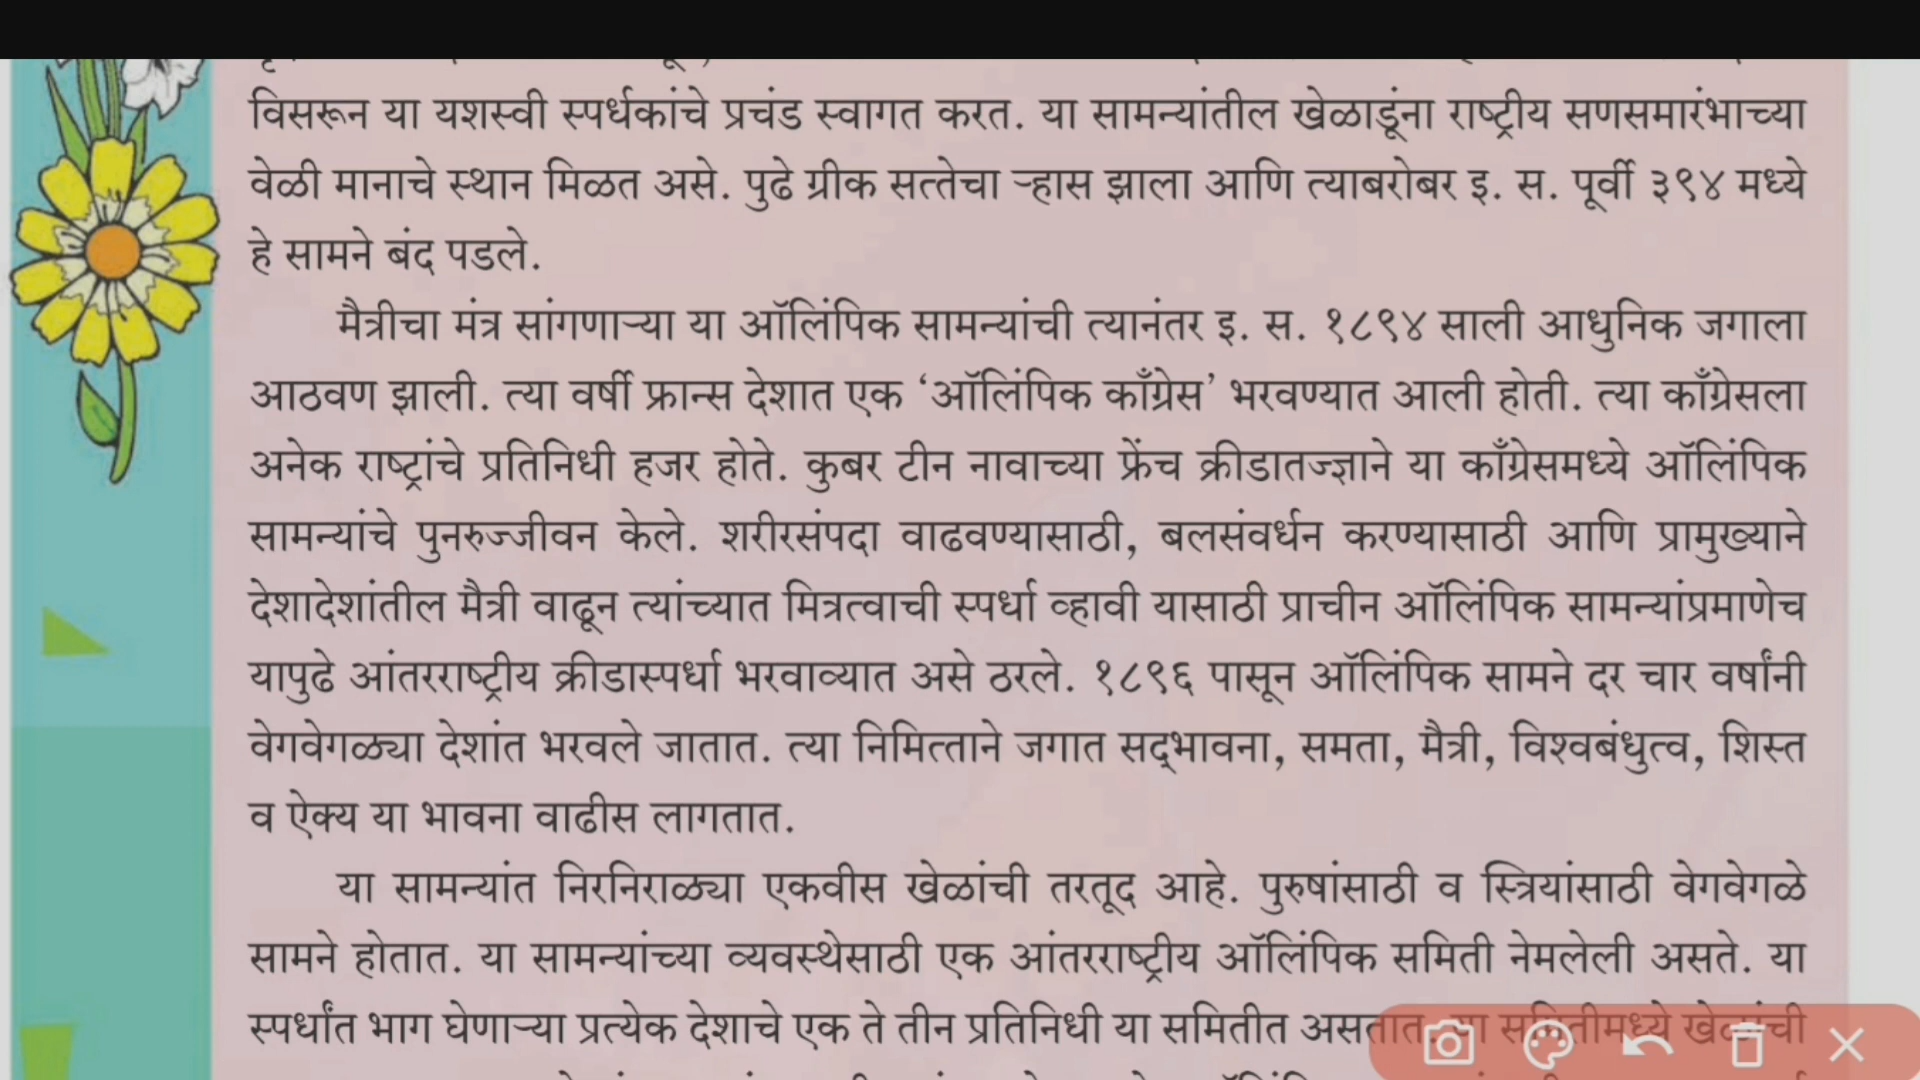 विसरून या यशस्वी स्पर्धकांचे प्रचंड स्वागत करत. या सामन्यांतील खेळाडूंना राष्ट्रीय सणसमारंभाच्या
वेळी मानाचे स्थान मिळत असे. पुढे ग्रीक सत्तेचा ऱ्हास झाला आणि त्याबरोबर इ. स. पूर्वी ३९४ मध्ये
हे सामने बंद पडले.
मैत्रीचा मंत्र सांगणाऱ्या या ऑलिंपिक सामन्यांची त्यानंतर इ. स. १८९४ साली आधुनिक जगाला
आठवण झाली. त्या वर्षी फ्रान्स देशात एक ‘ऑलिंपिक काँग्रेस’ भरवण्यात आली होती. त्या काँग्रेसला
अनेक राष्ट्रांचे प्रतिनिधी हजर होते. कुबर टीन नावाच्या फ्रेंच क्रीडातज्ज्ञाने या काँग्रेसमध्ये ऑलिंपिक
सामन्यांचे पुनरुज्जीवन केले. शरीरसंपदा वाढवण्यासाठी, बलसंवर्धन करण्यासाठी आणि प्रामुख्याने
देशादेशांतील मैत्री वाढून त्यांच्यात मित्रत्वाची स्पर्धा व्हावी यासाठी प्राचीन ऑलिंपिक सामन्यांप्रमाणेच
यापुढे आंतरराष्ट्रीय क्रीडास्पर्धा भरवाव्यात असे ठरले. १८९६ पासून ऑलिंपिक सामने दर चार वर्षांनी
वेगवेगळ्या देशांत भरवले जातात. त्या निमित्ताने जगात सद्भावना, समता, मैत्री, विश्वबंधुत्व, शिस्त
व ऐक्य या भावना वाढीस लागतात.
या सामन्यांत निरनिराळ्या एकवीस खेळांची तरतूद आहे. पुरुषांसाठी व स्त्रियांसाठी वेगवेगळे
सामने होतात. या सामन्यांच्या व्यवस्थेसाठी एक आंतरराष्ट्रीय ऑलिंपिक समिती नेमलेली असते. या
स्पर्धांत भाग घेणाऱ्या प्रत्येक देशाचे एक ते तीन प्रतिनिधी या समितीत असतात. या समितीमध्ये खेळांची